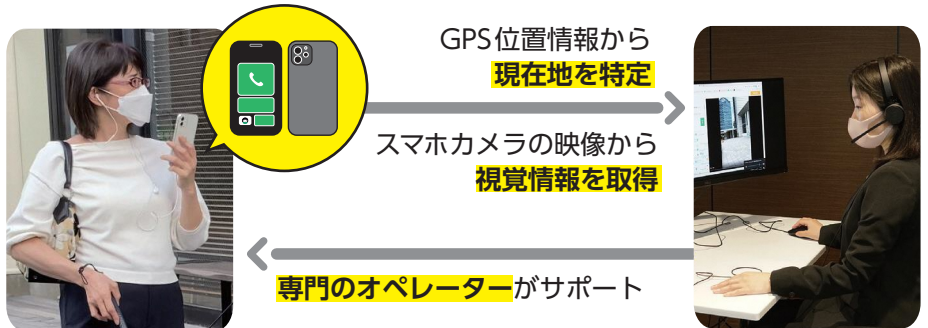 GPS位置情報から
現在地を特定
スマホカメラの映像から
視覚情報を取得
専門のオペレーターがサポート